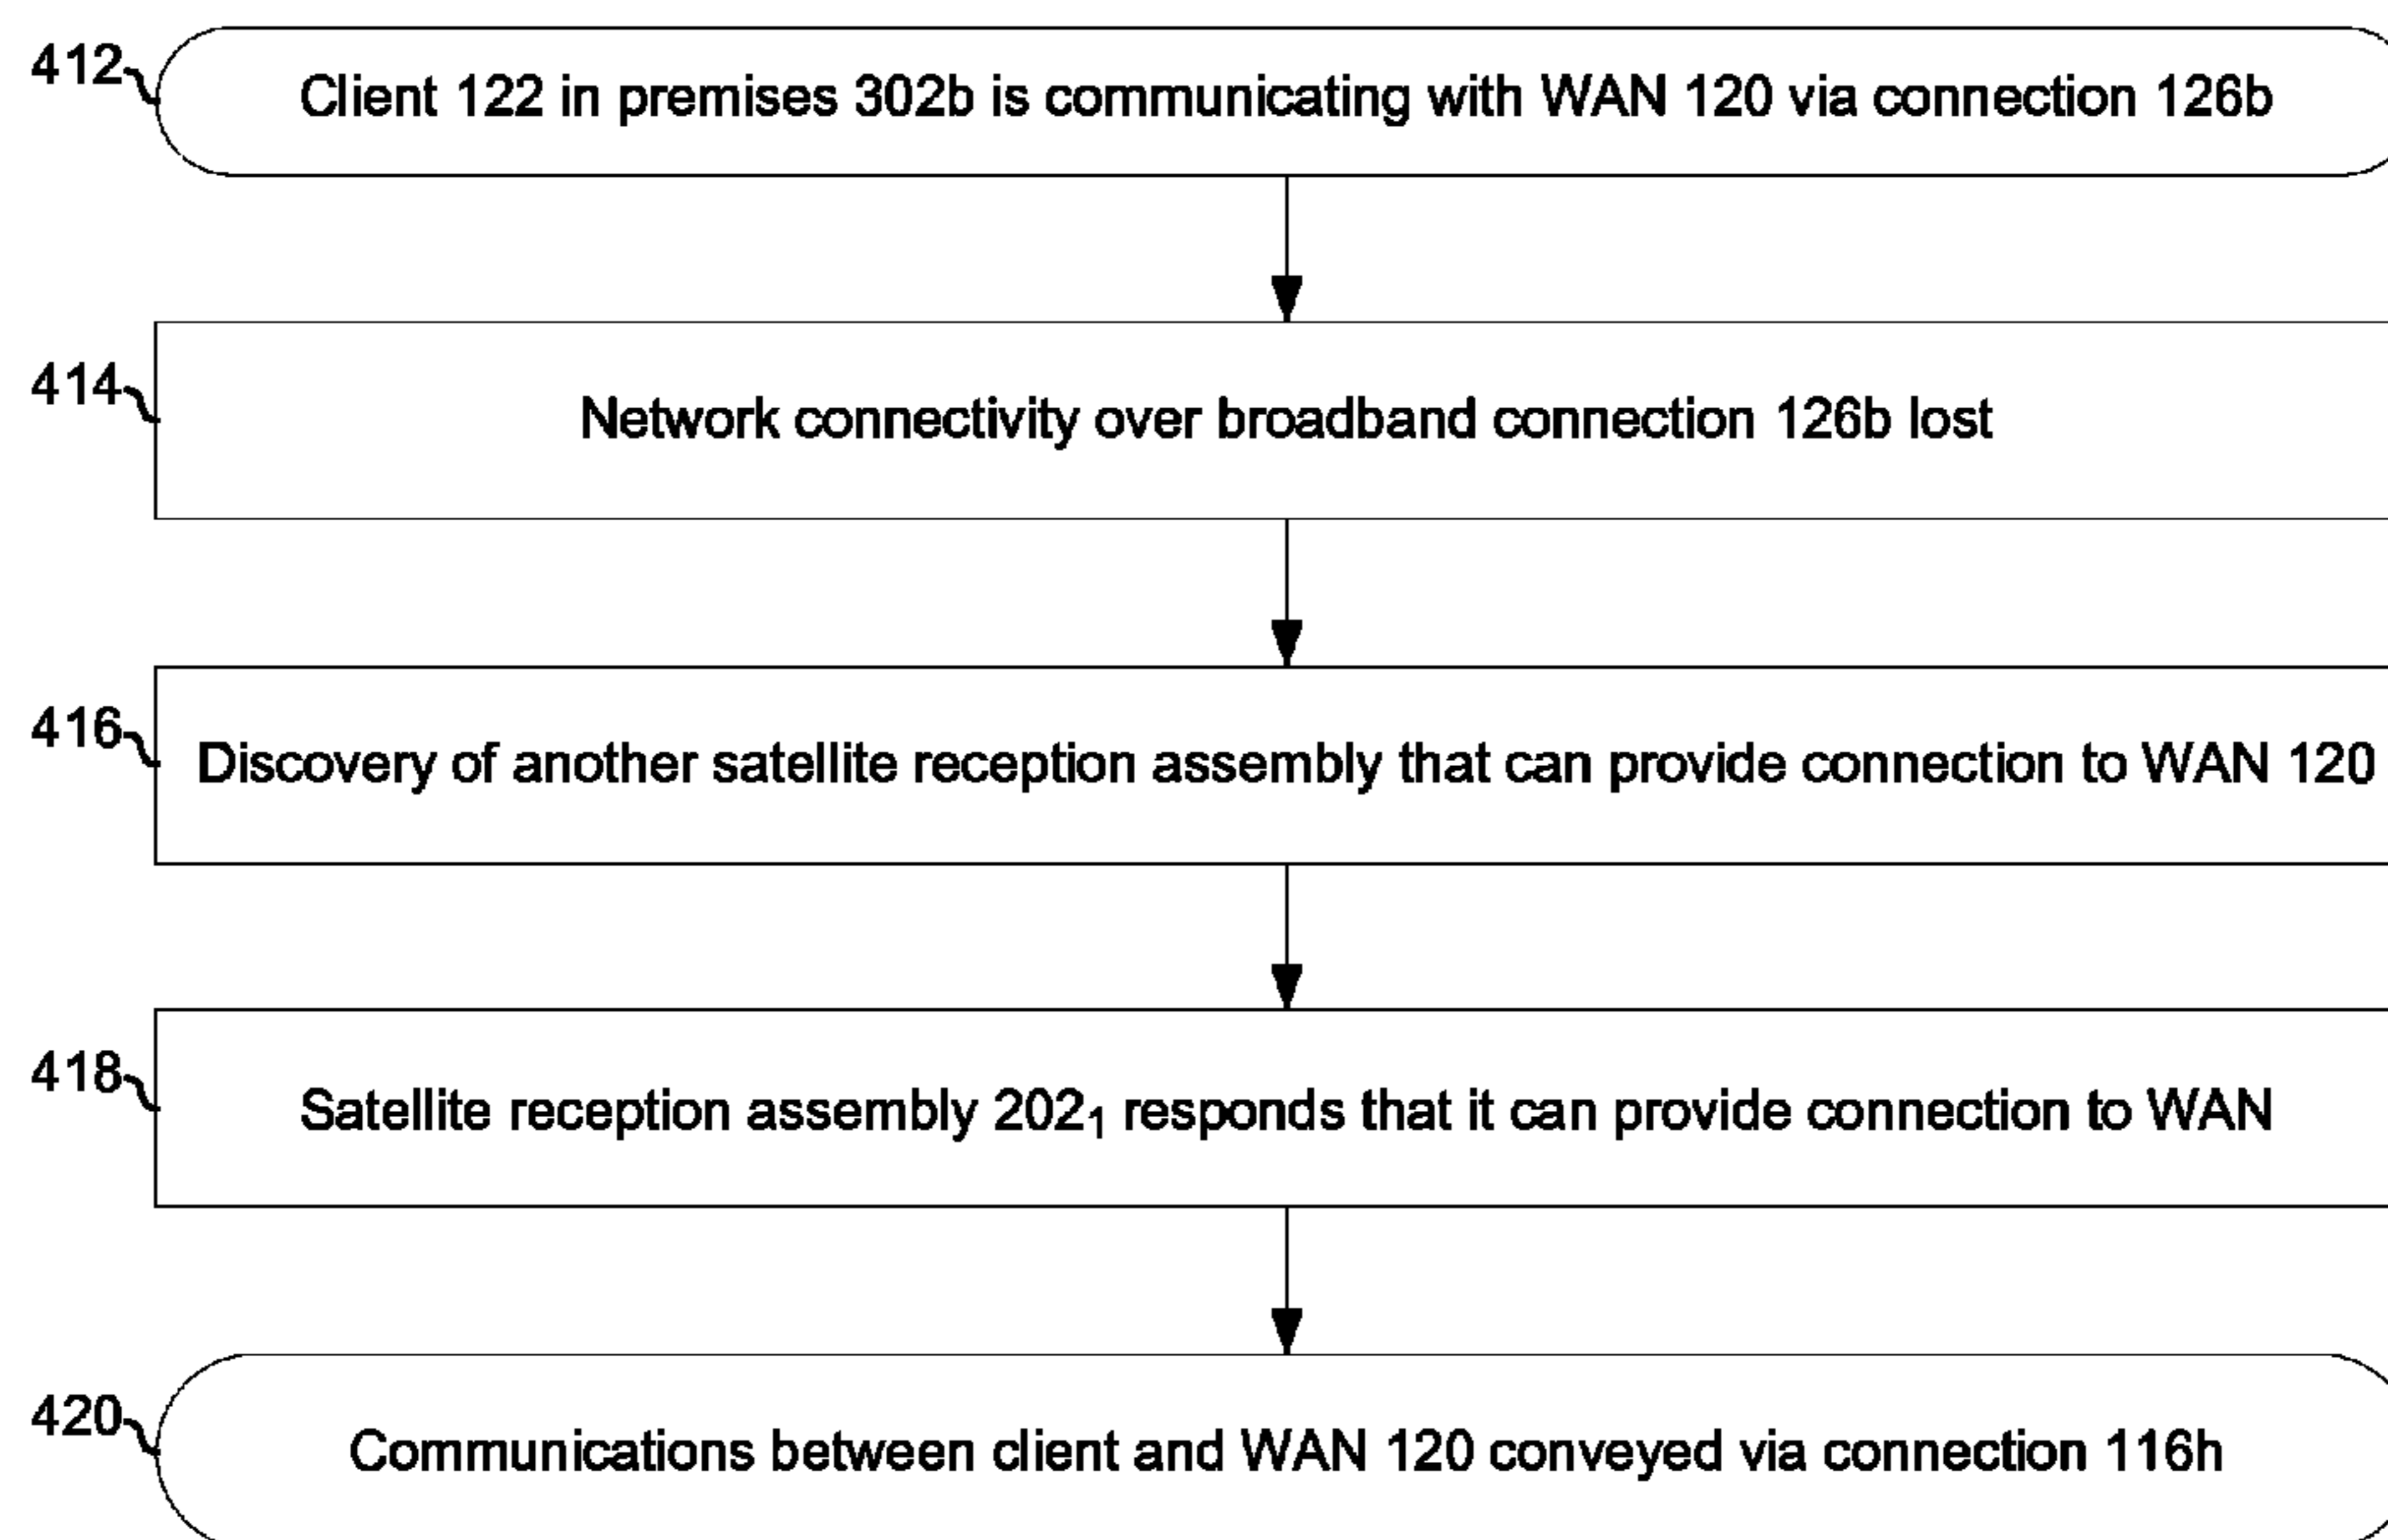 412
Client 122 in premises 302b is communicating with WAN 120 via connection 126b
414
Network connectivity over broadband connection 126b lost
416
Discovery of another satellite reception assembly that can provide connection to WAN 120
418
Satellite reception assembly 202₁ responds that it can provide connection to WAN
420
Communications between client and WAN 120 conveyed via connection 116h